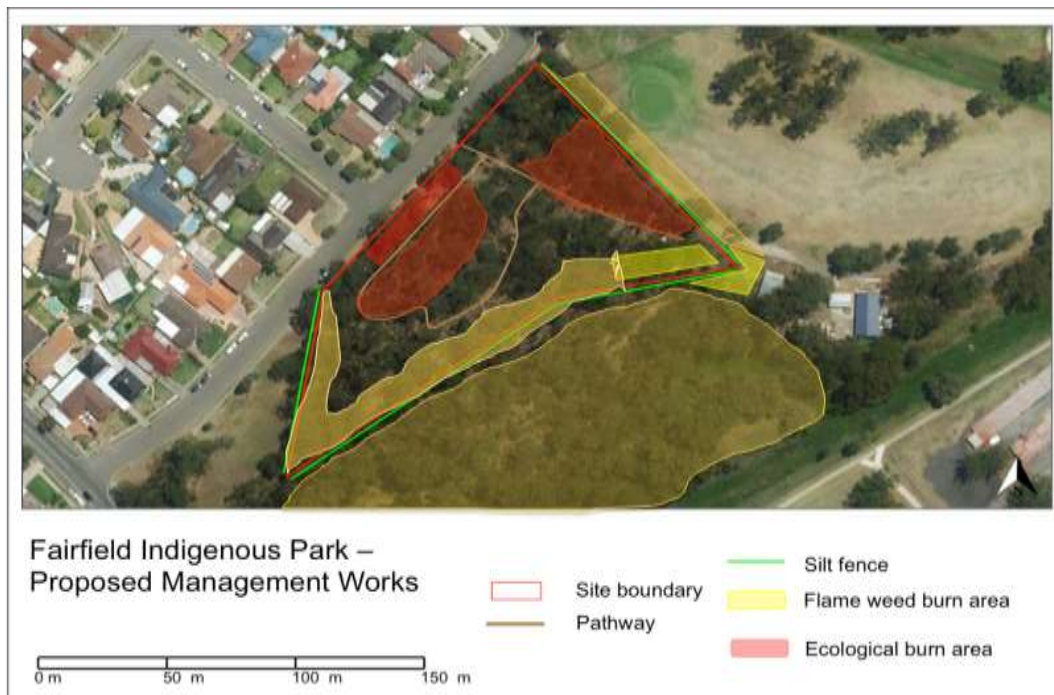 Fairfield Indigenous Park –
Proposed Management Works
Site boundary
Pathway
Silt fence
Flame weed burn area
Ecological burn area
0 m 50 m 100 m 150 m